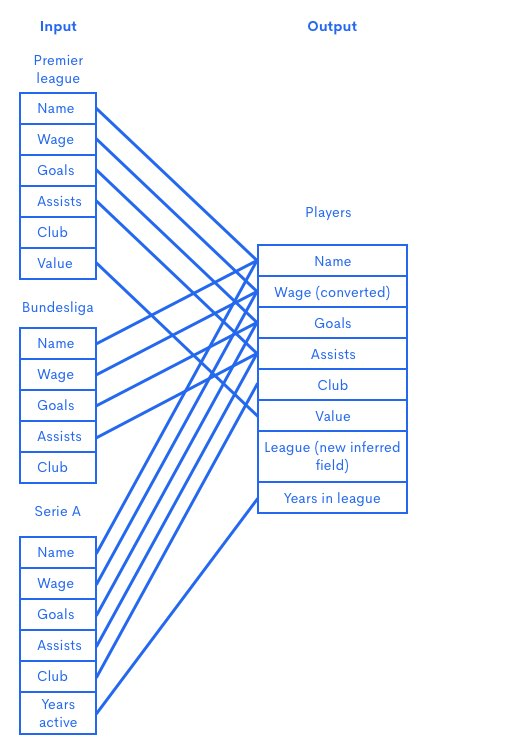 Input
Output
Premier
league
Name
Wage
Goals
Assists
Club
Value
Bundesliga
Name
Wage
Goals
Assists
Club
Serie A
Name
Wage
Goals
Assists
Club
Years
active
Players
Name
Wage (converted)
Goals
Assists
Club
Value
League (new inferred
field)
Years in league